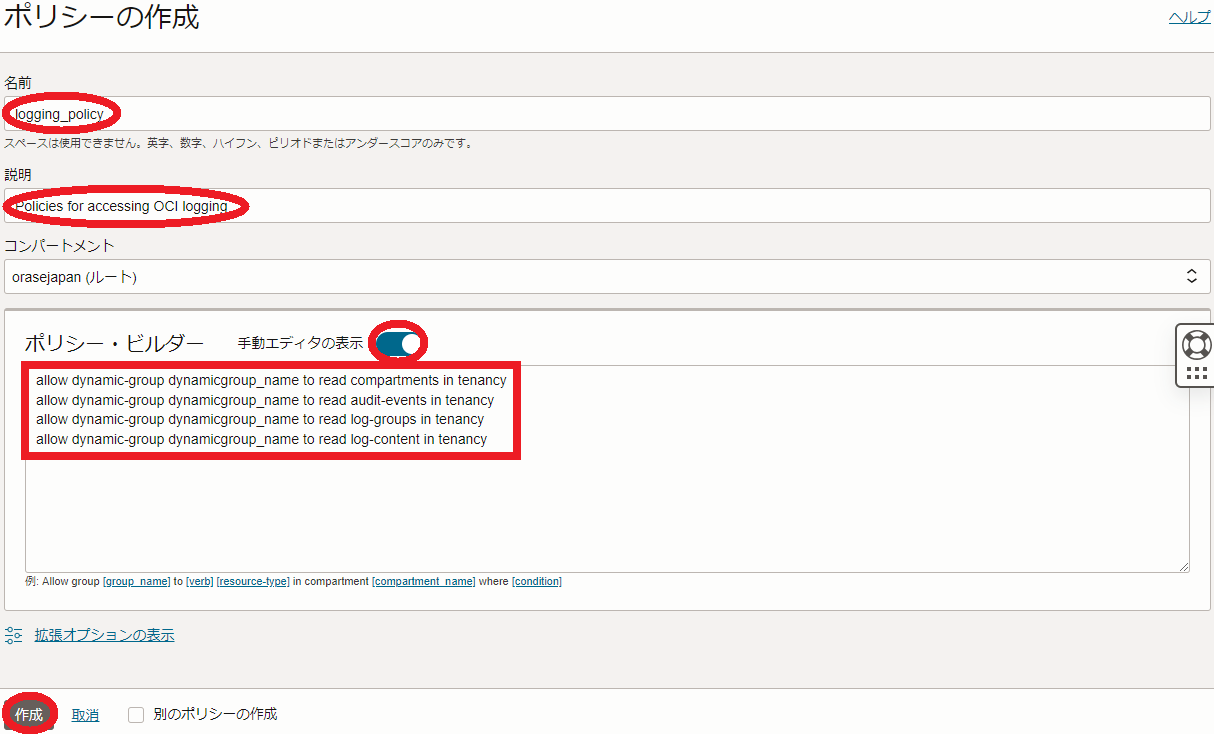 ポリシーの作成
ヘルプ
名前
logging_policy
スペースは使用できません。英字、数字、ハイフン、ピリオドまたはアンダースコアのみです。
説明
Policies for accessing OCI logging
コンパートメント
orasejapan (ルート)
ポリシー・ビルダー 手動エディタの表示
allow dynamic-group dynamicgroup_name to read compartments in tenancy
allow dynamic-group dynamicgroup_name to read audit-events in tenancy
allow dynamic-group dynamicgroup_name to read log-groups in tenancy
allow dynamic-group dynamicgroup_name to read log-content in tenancy
例: Allow group [group_name] to [verb] [resource-type] in compartment [compartment_name] where [condition]
拡張オプションの表示
作成 取消 別のポリシーの作成